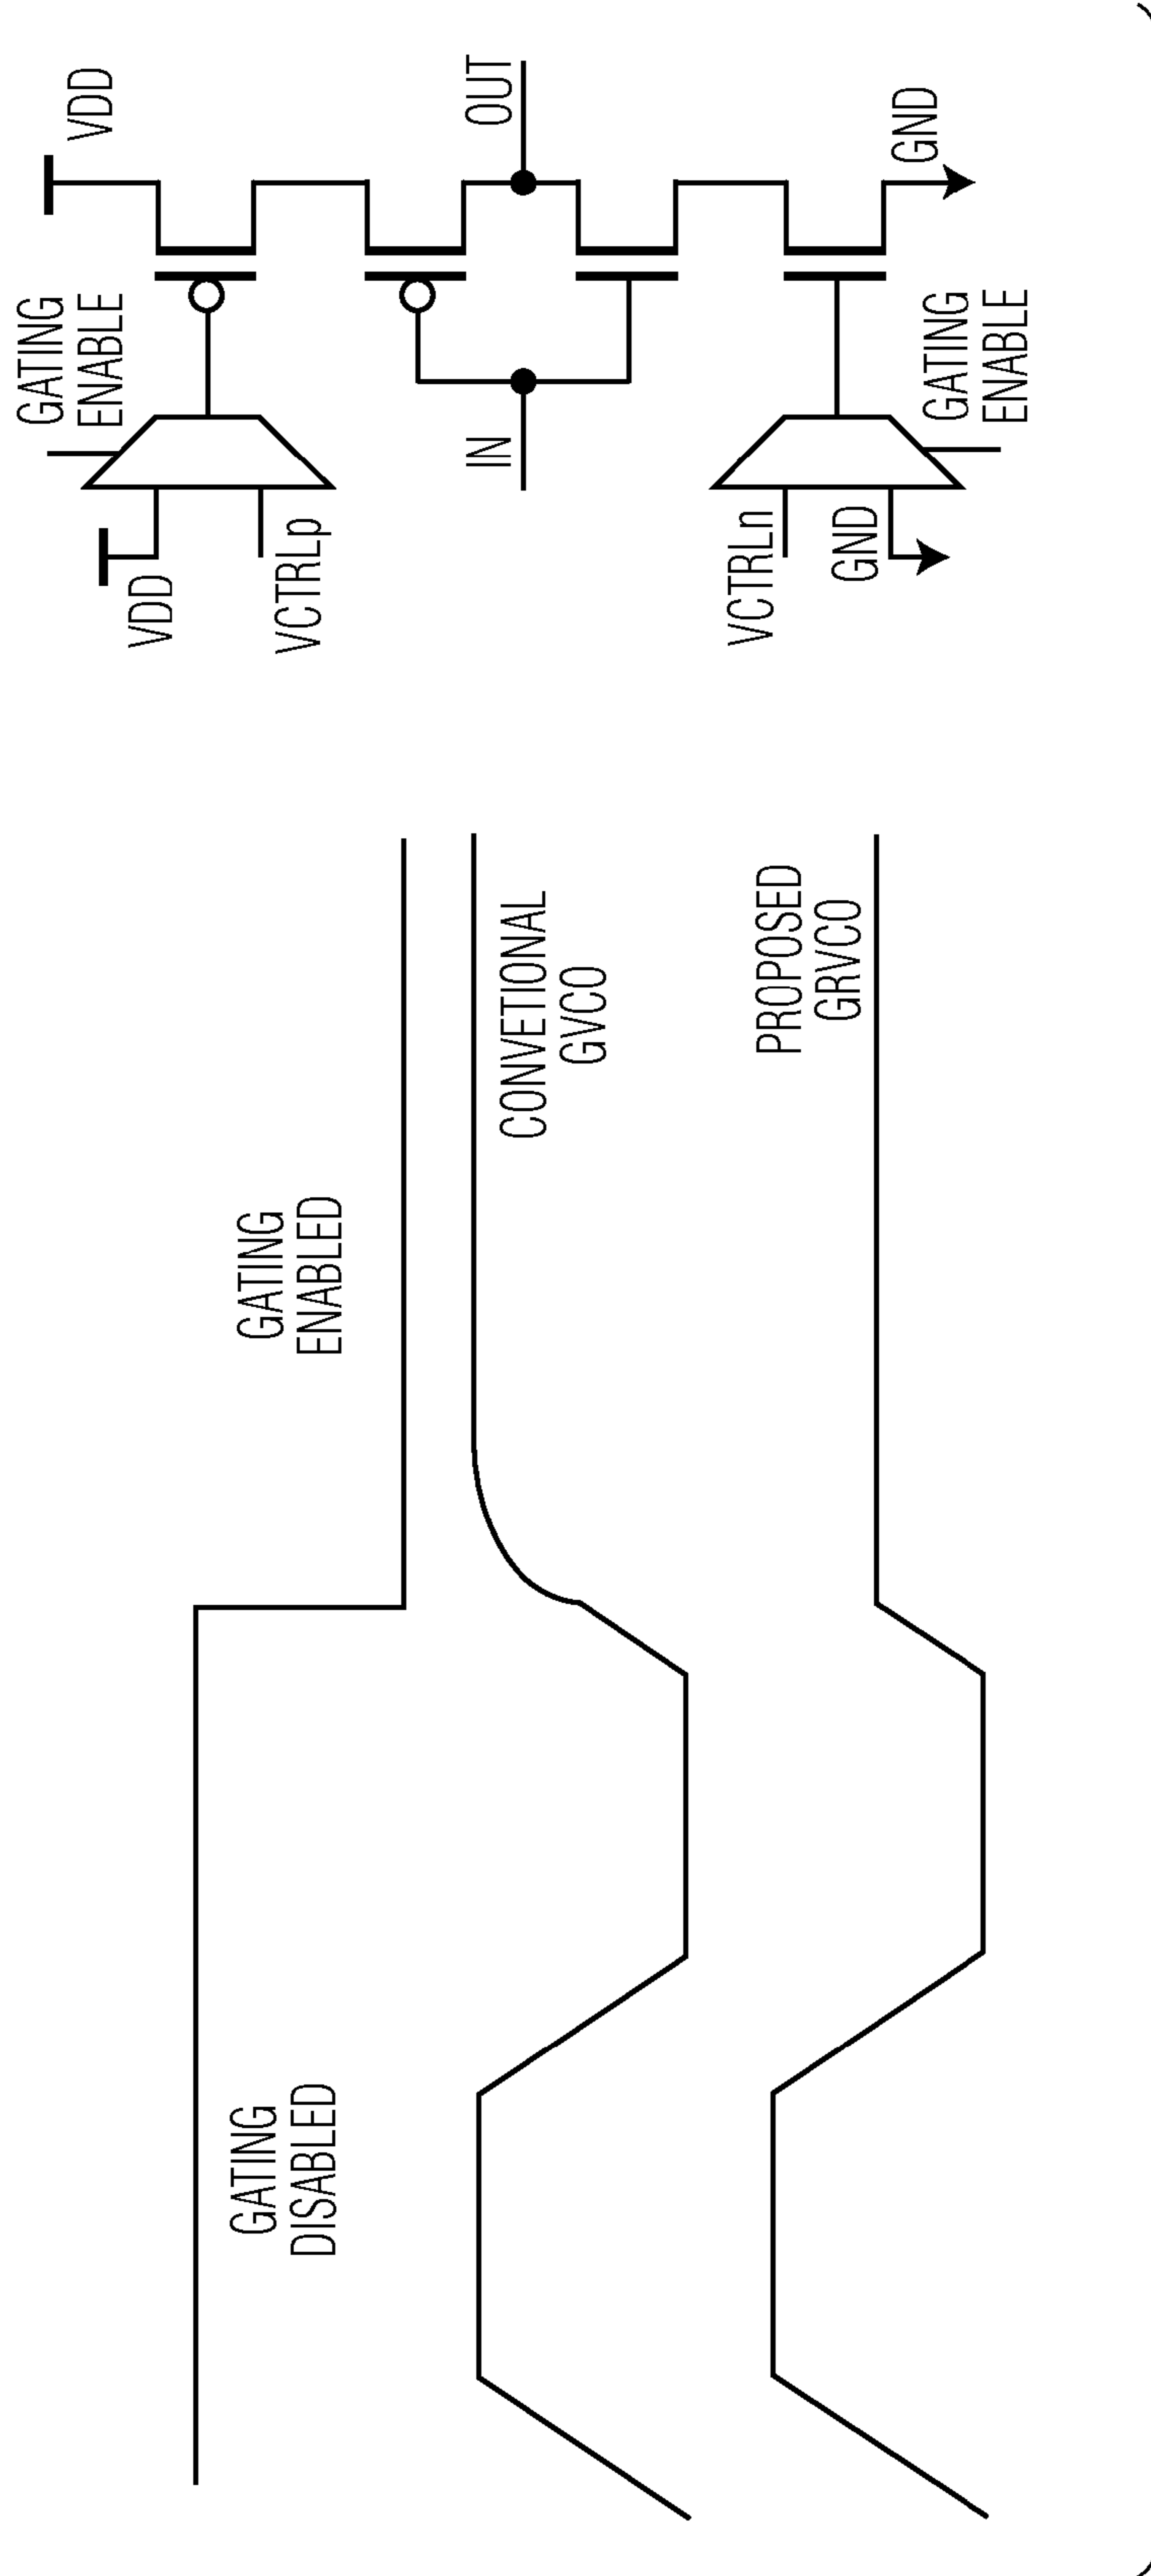 GATING
DISABLED
GATING
ENABLED
CONVETIONAL
GVCO
PROPOSED
GRVCO
GATING
ENABLE
VDD
VDD
VCTRLp
IN
OUT
VCTRLn
GND
GND
GATING
ENABLE